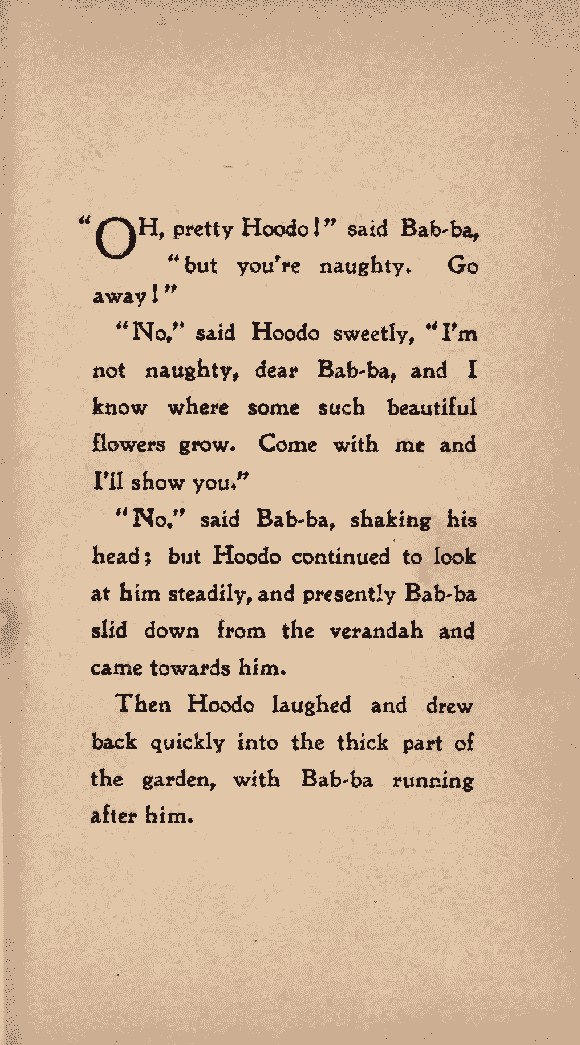 “OH, pretty Hoodo!” said Bab-ba,
“but you're naughty. Go
away!”
“No,” said Hoodo sweetly, “I'm
not naughty, dear Bab-ba, and I
know where some such beautiful
flowers grow. Come with me and
I'll show you.”
“No,” said Bab-ba, shaking his
head; but Hoodo continued to look
at him steadily, and presently Bab-ba
slid down from the verandah and
came towards him.
Then Hoodo laughed and drew
back quickly into the thick part of
the garden, with Bab-ba running
after him.